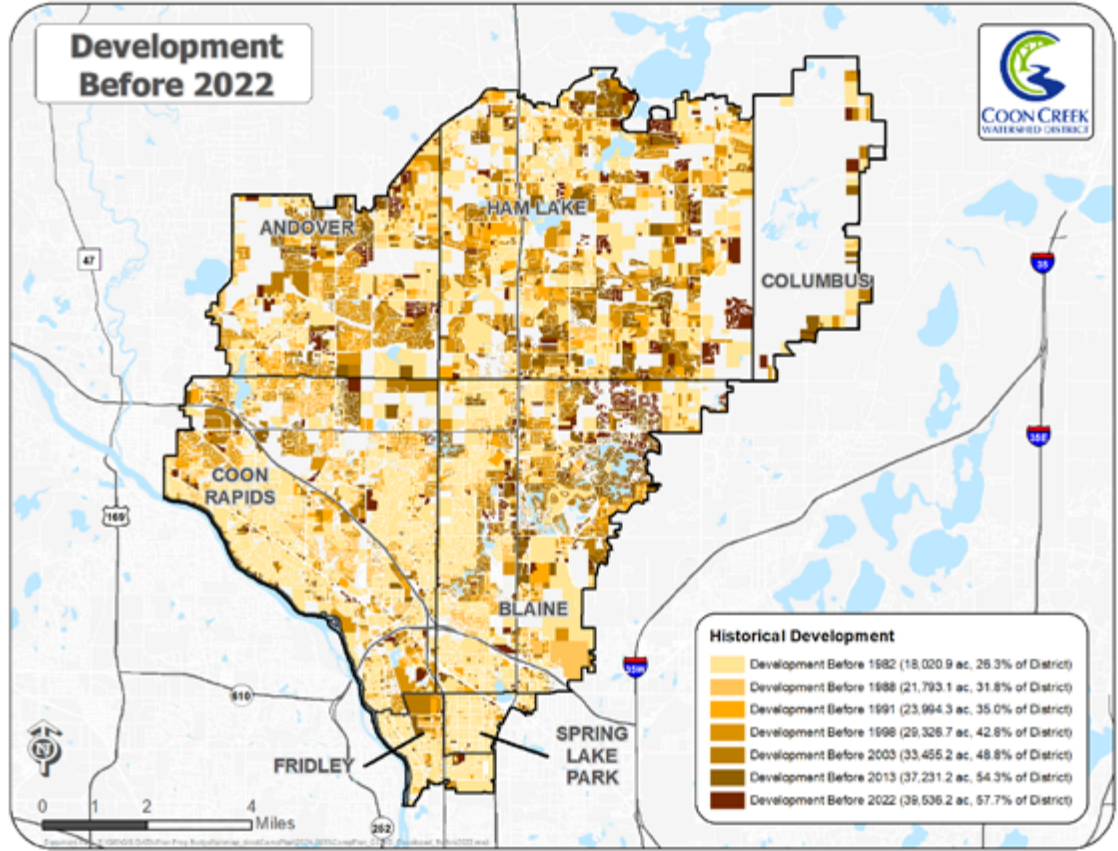 Development
Before 2022
COON CREEK
WATERSHED DISTRICT
HAM LAKE
ANDOVER
47
35
COLUMBUS
35E
COON
RAPIDS
169
BLAINE
35W
610
FRIDLEY
SPRING
LAKE
PARK
252
N
0 1 2 4
Miles
Historical Development
Development Before 1982 (18,020.9 ac, 26.3% of District)
Development Before 1988 (21,793.1 ac, 31.8% of District)
Development Before 1991 (23,994.3 ac, 35.0% of District)
Development Before 1998 (29,326.7 ac, 42.8% of District)
Development Before 2003 (33,455.2 ac, 48.8% of District)
Development Before 2013 (37,231.2 ac, 54.3% of District)
Development Before 2022 (39,536.2 ac, 57.7% of District)